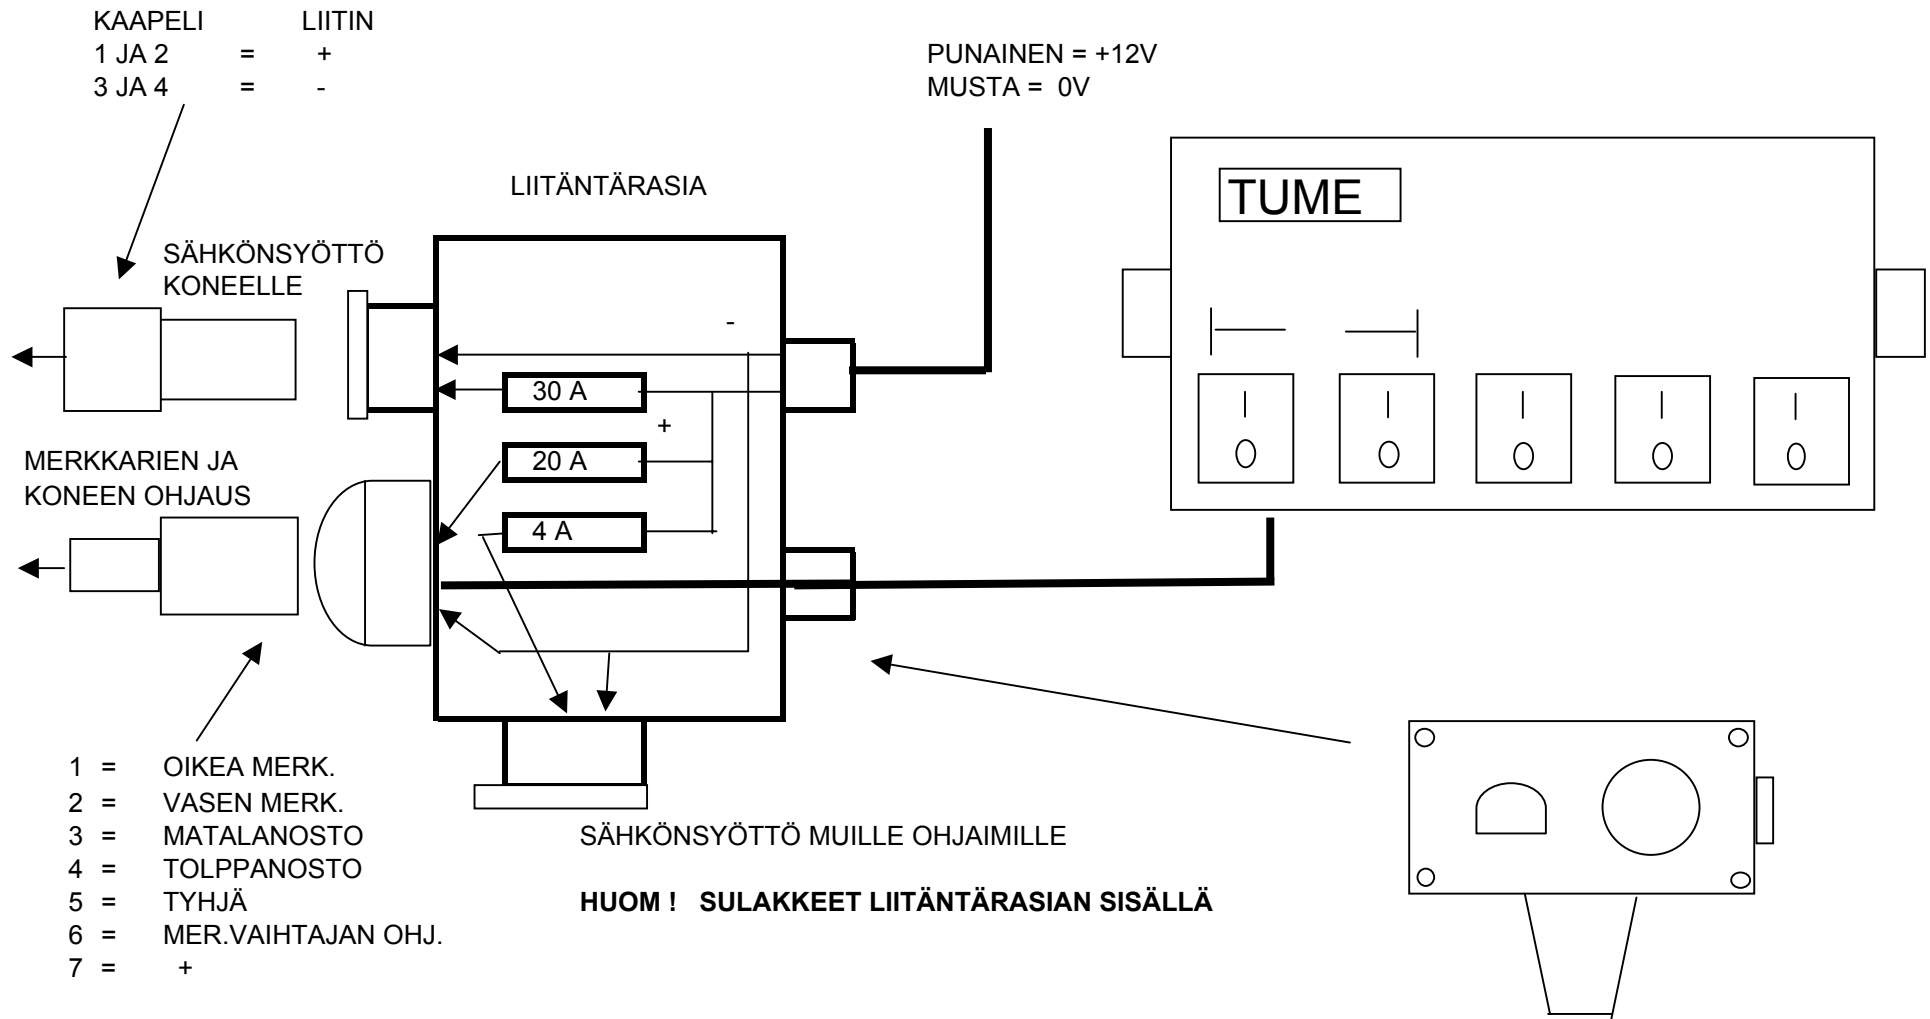 KAAPELI LIITIN
1 JA 2 = +
3 JA 4 = -
PUNAINEN = +12V
MUSTA = 0V
LIITÄNTÄRASIA
TUME
SÄHKÖNSYÖTTÖ
KONEELLE
-
30 A
+
20 A
4 A
MERKKARIEN JA
KONEEN OHJAUS
I I I I I
O O O O O
1 = OIKEA MERK.
2 = VASEN MERK.
3 = MATALANOSTO
4 = TOLPPANOSTO
5 = TYHJÄ
6 = MER.VAIHTAJAN OHJ.
7 = +
SÄHKÖNSYÖTTÖ MUILLE OHJAIMILLE
HUOM ! SULAKKEET LIITÄNTÄRASIAN SISÄLLÄ